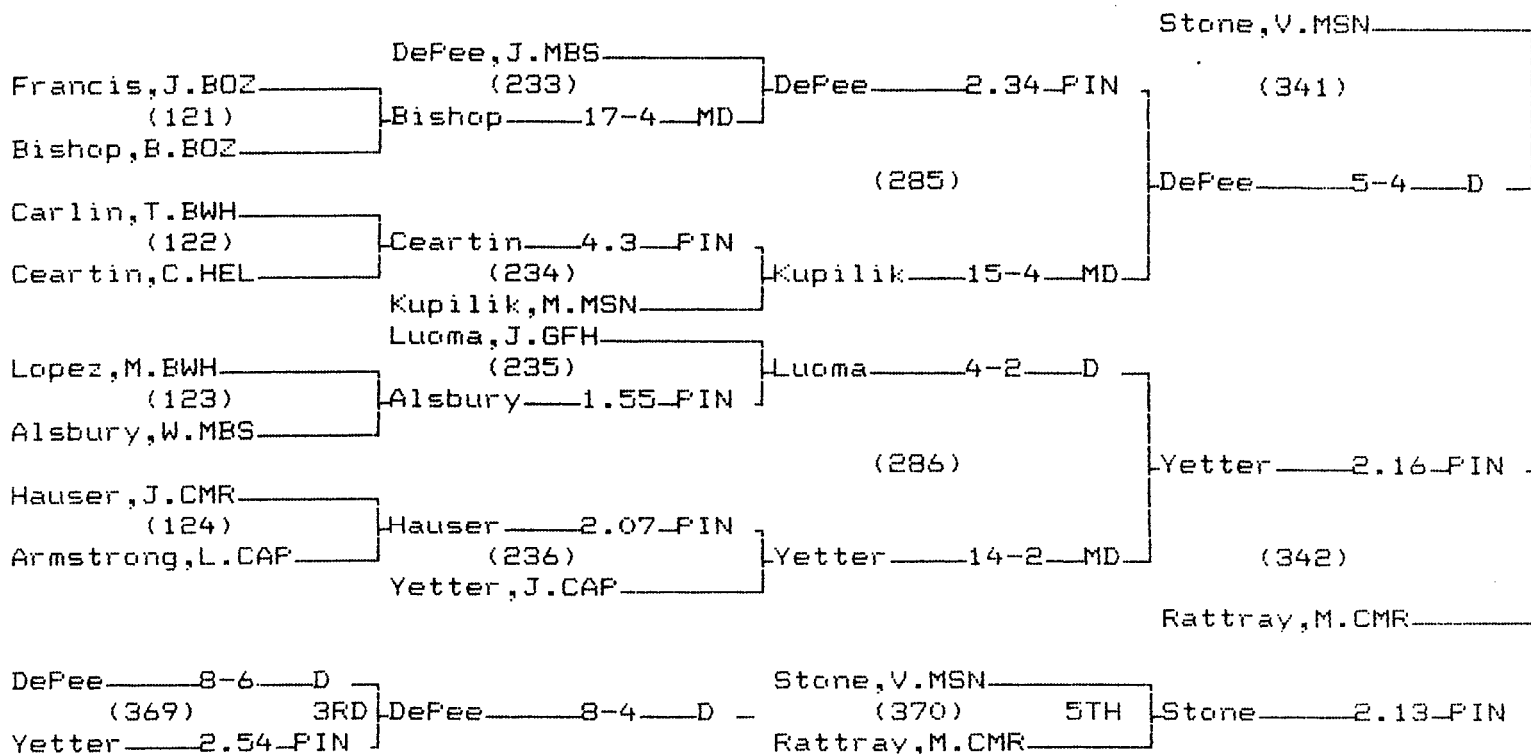 Stone,V.MSN
DePee,J.MBS
Francis,J.BOZ (233) DePee 2.34 PIN (341)
(121) Bishop 17-4 MD
Bishop,B.BOZ
(285) DePee 5-4 D
Carlin,T.BWH
(122) Ceartin 4.3 PIN
Ceartin,C.HEL (234) Kupilik 15-4 MD
Kupilik,M.MSN
Luoma,J.GFH
Lopez,M.BWH (235) Luoma 4-2 D
(123) Alsbury 1.55 PIN
Alsbury,W.MBS
(286) Yetter 2.16 PIN
Hauser,J.CMR
(124) Hauser 2.07 PIN
Armstrong,L.CAP (236) Yetter 14-2 MD (342)
Yetter,J.CAP
Rattray,M.CMR
DePee 8-6 D Stone,V.MSN
(369) 3RD DePee 8-4 D (370) 5TH Stone 2.13 PIN
Yetter 2.54 PIN Rattray,M.CMR